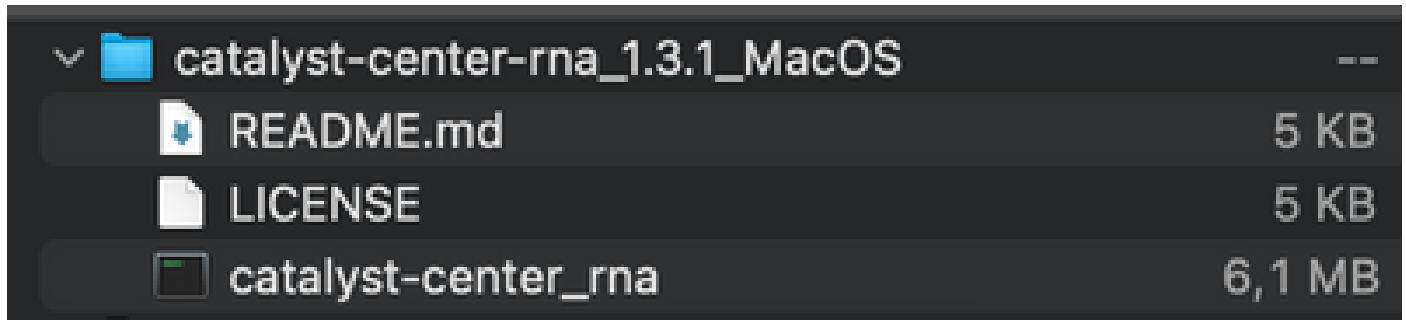 catalyst-center-rna_1.3.1_MacOS --
README.md 5 KB
LICENSE 5 KB
catalyst-center_rna 6,1 MB